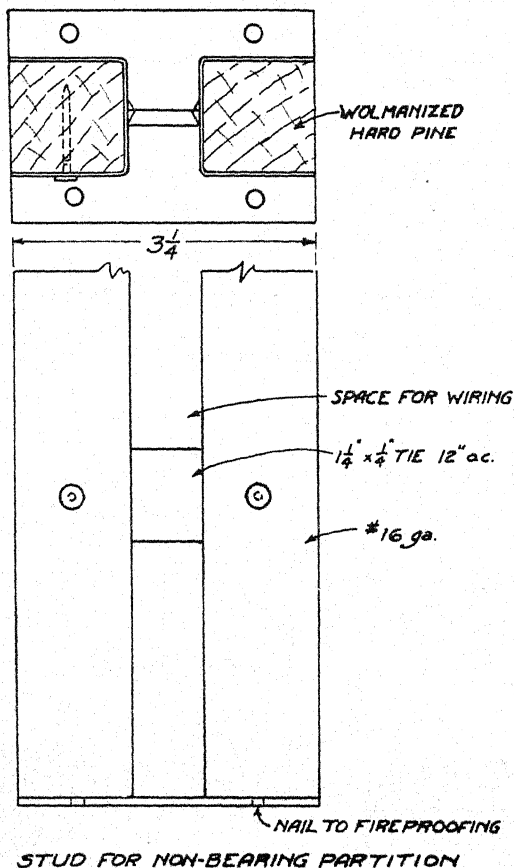 WOLMANIZED
HARD PINE
3 1/4
SPACE FOR WIRING
1 1/4" x 1/4" TIE 12" o.c.
#16 ga.
NAIL TO FIREPROOFING
STUD FOR NON-BEARING PARTITION